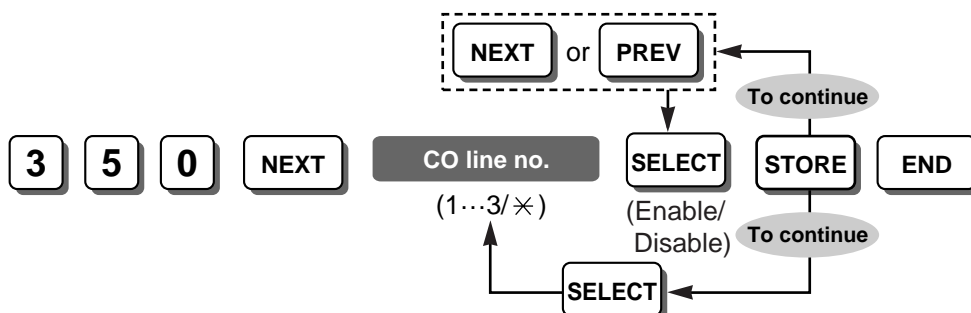 NEXT or PREV
To continue
3 5 0 NEXT CO line no. SELECT STORE END
(1···3/✳)
(Enable/
Disable)
To continue
SELECT